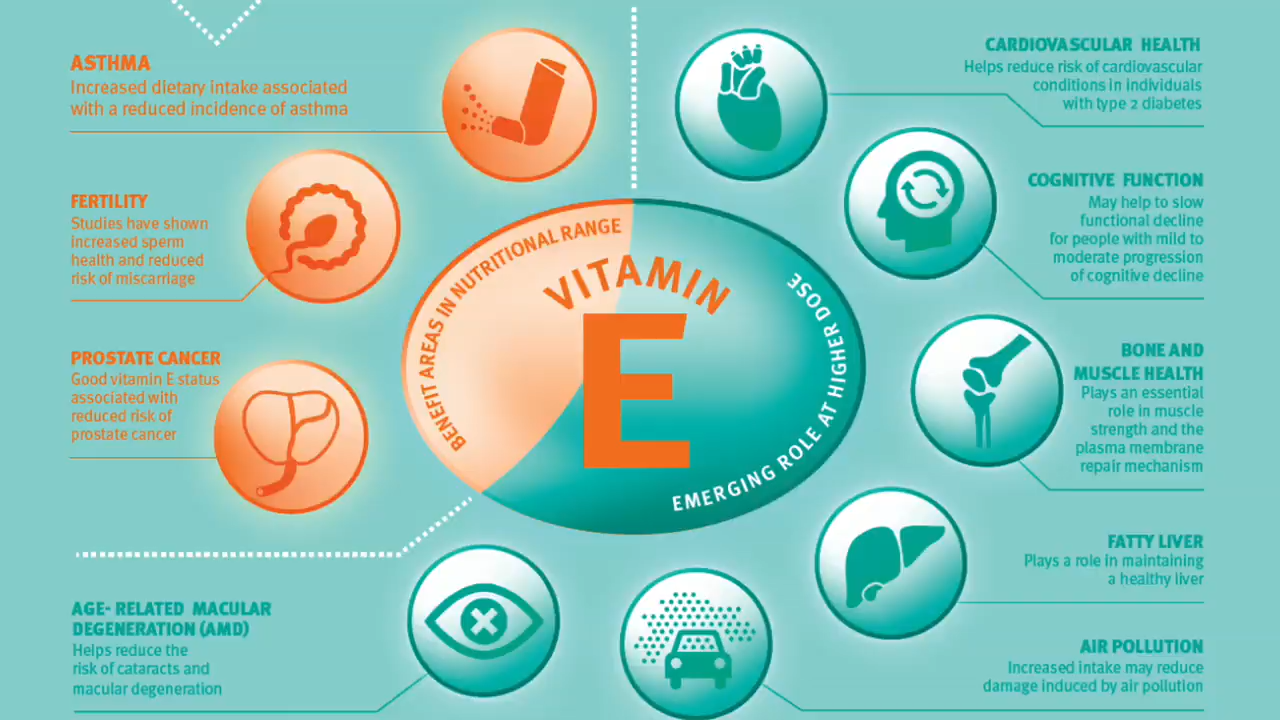 ASTHMA
Increased dietary intake associated
with a reduced incidence of asthma
FERTILITY
Studies have shown
increased sperm
health and reduced
risk of miscarriage
PROSTATE CANCER
Good vitamin E status
associated with
reduced risk of
prostate cancer
BENEFIT AREAS IN NUTRITIONAL RANGE
VITAMIN
E
EMERGING ROLE AT HIGHER DOSE
CARDIOVASCULAR HEALTH
Helps reduce risk of cardiovascular
conditions in individuals
with type 2 diabetes
COGNITIVE FUNCTION
May help to slow
functional decline
for people with mild to
moderate progression
of cognitive decline
BONE AND
MUSCLE HEALTH
Plays an essential
role in muscle
strength and the
plasma membrane
repair mechanism
FATTY LIVER
Plays a role in maintaining
a healthy liver
AIR POLLUTION
Increased intake may reduce
damage induced by air pollution
AGE- RELATED MACULAR
DEGENERATION (AMD)
Helps reduce the
risk of cataracts and
macular degeneration